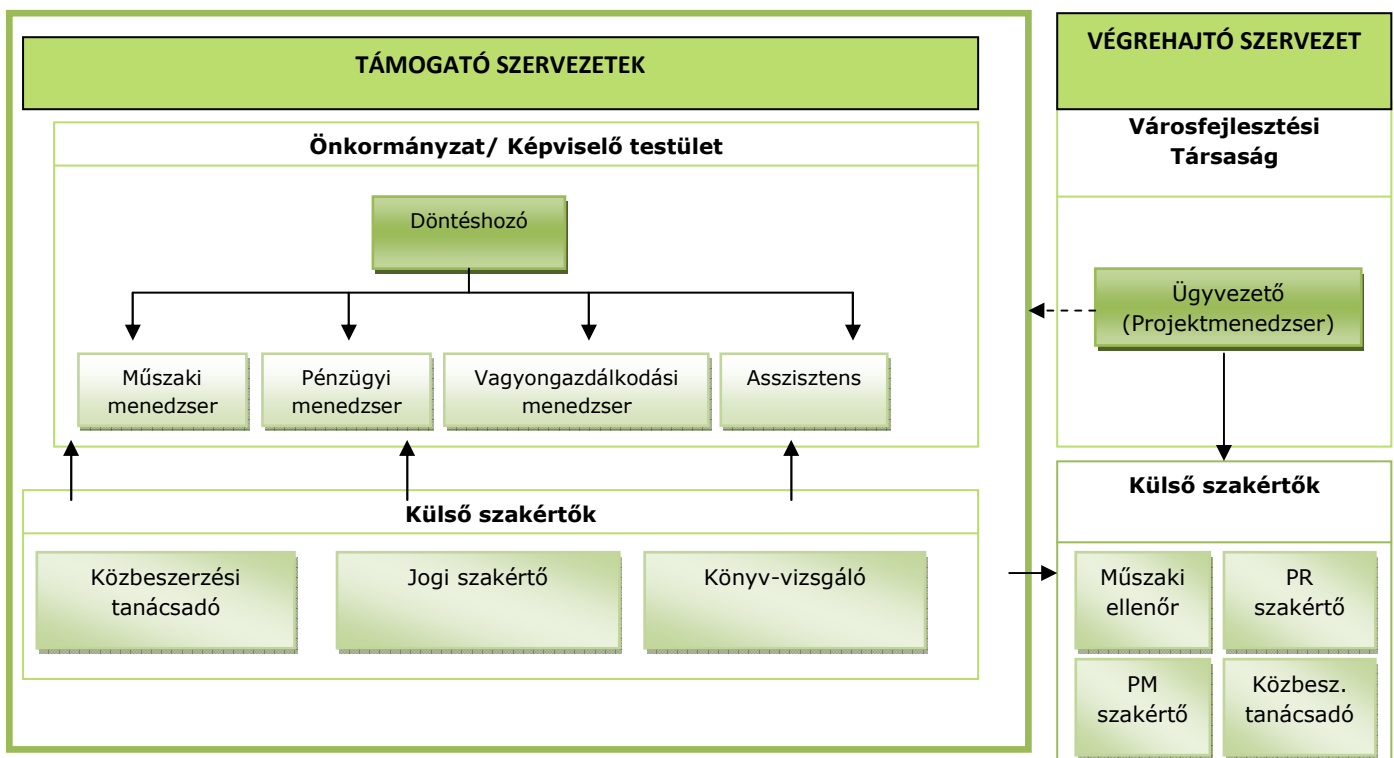 TÁMOGATÓ SZERVEZETEK
Önkormányzat/ Képviselő testület
Döntéshozó
Műszaki
menedzser
Pénzügyi
menedzser
Vagyongazdálkodási
menedzser
Asszisztens
Külső szakértők
Közbeszerzési
tanácsadó
Jogi szakértő
Könyv-vizsgáló
VÉGREHAJTÓ SZERVEZET
Városfejlesztési
Társaság
Ügyvezető
(Projektmenedzser)
Külső szakértők
Műszaki
ellenőr
PR
szakértő
PM
szakértő
Közbesz.
tanácsadó